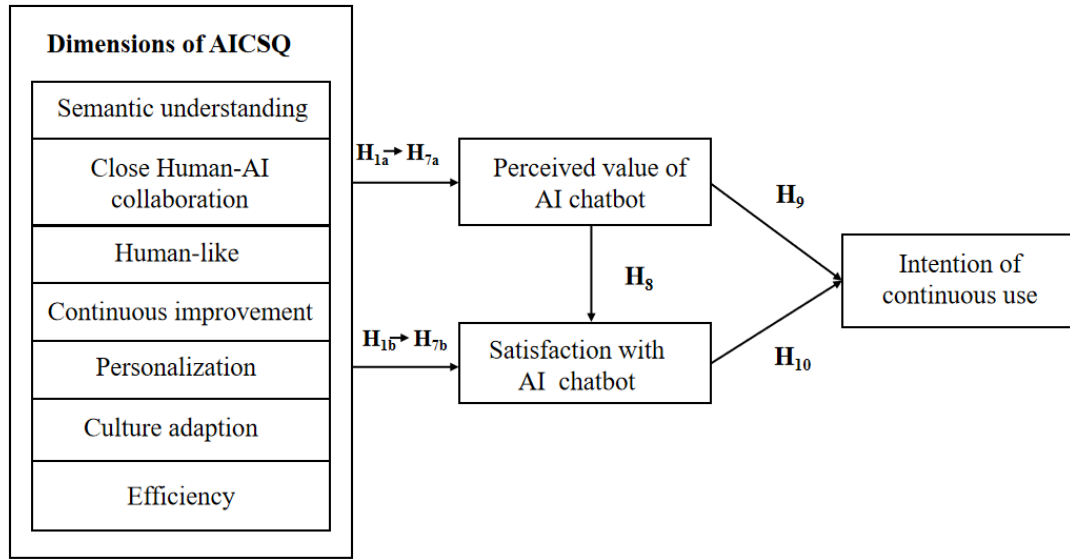 Dimensions of AICSQ
Semantic understanding
Close Human-AI
collaboration
Human-like
Continuous improvement
Personalization
Culture adaption
Efficiency
H1a→H7a
H1b→H7b
Perceived value of
AI chatbot
H8
Satisfaction with
AI chatbot
H9
H10
Intention of
continuous use